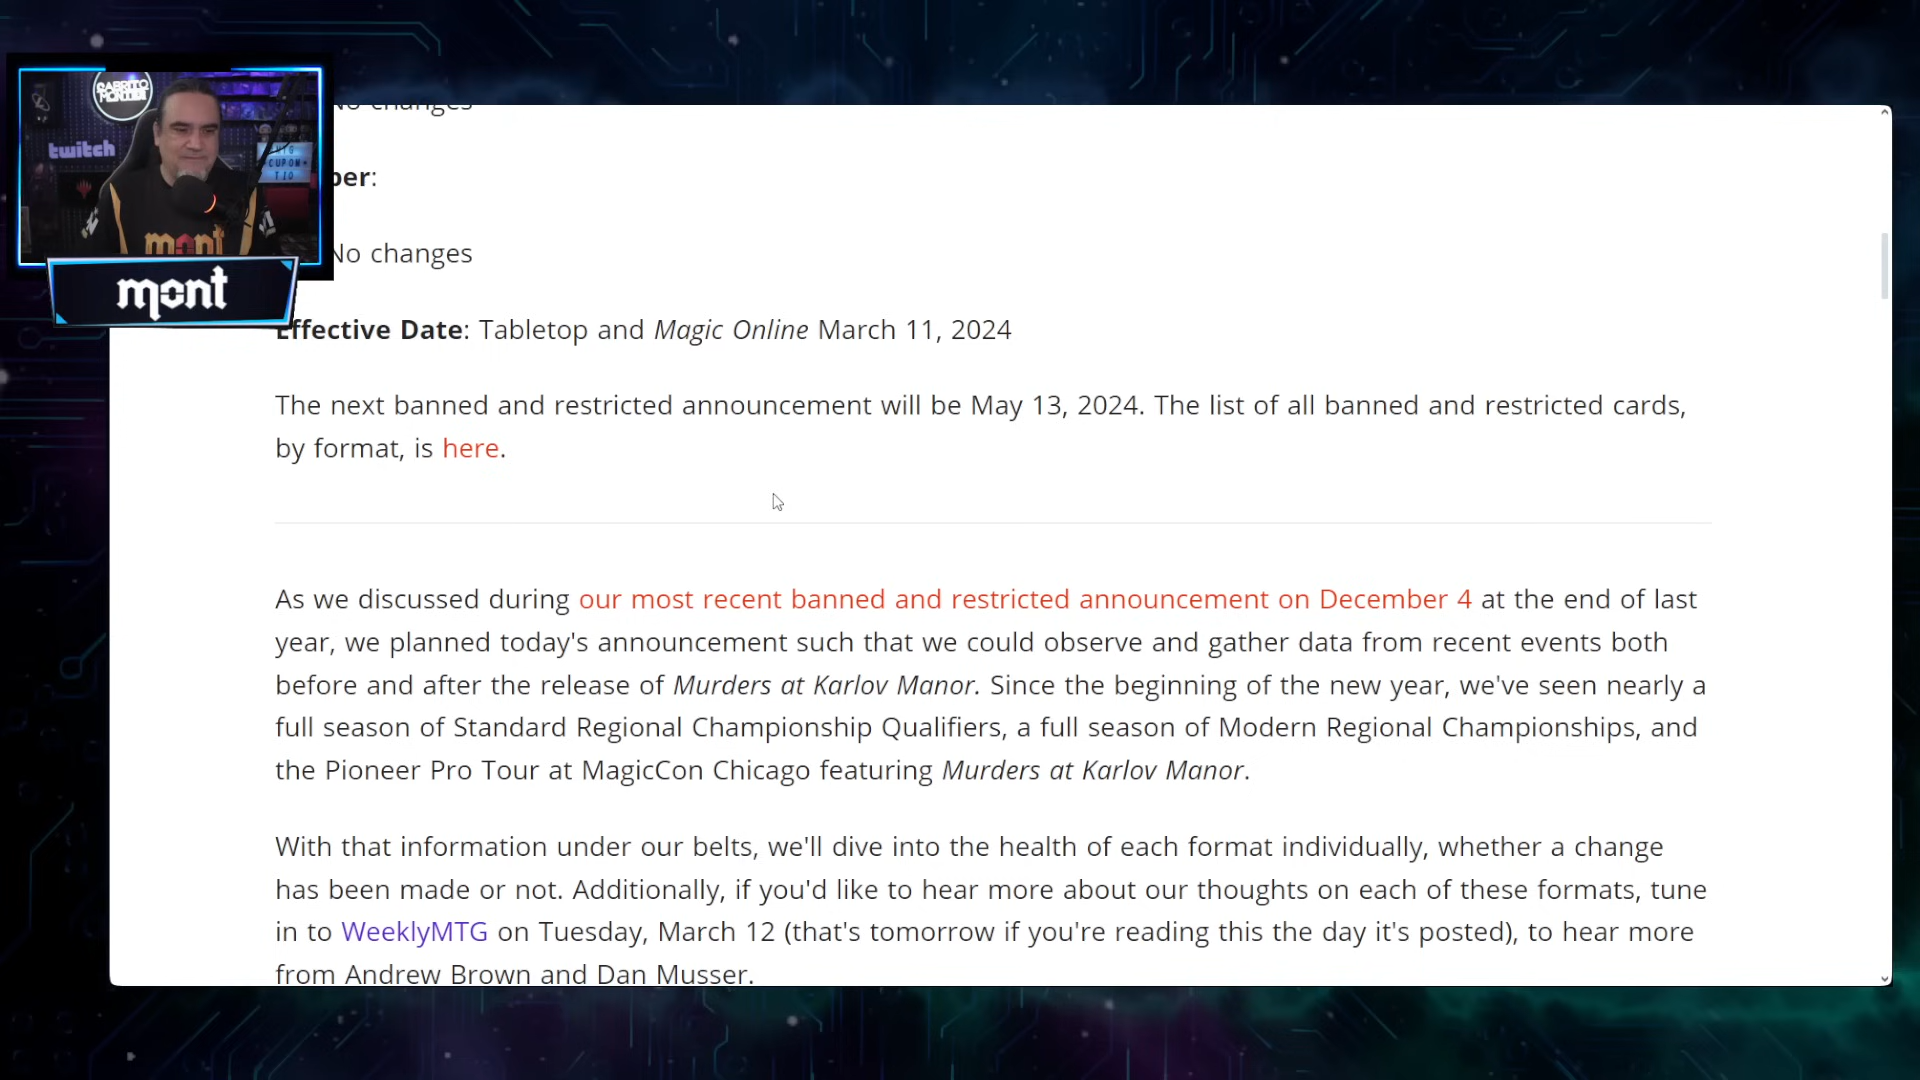 No changes
twitch
CUPON
T10
mont
mont
per:
No changes
Effective Date: Tabletop and Magic Online March 11, 2024
The next banned and restricted announcement will be May 13, 2024. The list of all banned and restricted cards,
by format, is here.
As we discussed during our most recent banned and restricted announcement on December 4 at the end of last
year, we planned today's announcement such that we could observe and gather data from recent events both
before and after the release of Murders at Karlov Manor. Since the beginning of the new year, we've seen nearly a
full season of Standard Regional Championship Qualifiers, a full season of Modern Regional Championships, and
the Pioneer Pro Tour at MagicCon Chicago featuring Murders at Karlov Manor.
With that information under our belts, we'll dive into the health of each format individually, whether a change
has been made or not. Additionally, if you'd like to hear more about our thoughts on each of these formats, tune
in to WeeklyMTG on Tuesday, March 12 (that's tomorrow if you're reading this the day it's posted), to hear more
from Andrew Brown and Dan Musser.